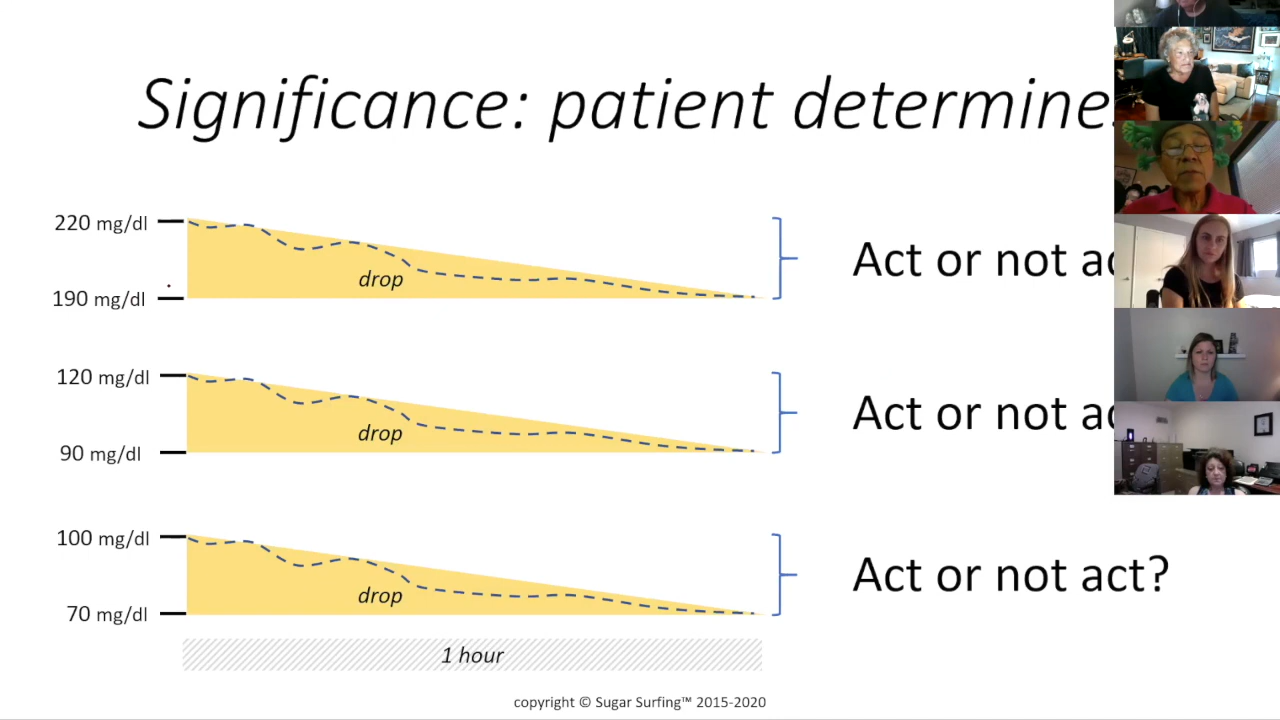 Significance: patient determine
220 mg/dl
drop
190 mg/dl
Act or not ac
120 mg/dl
drop
90 mg/dl
Act or not ac
100 mg/dl
drop
70 mg/dl
Act or not act?
1 hour
copyright © Sugar Surfing™ 2015-2020